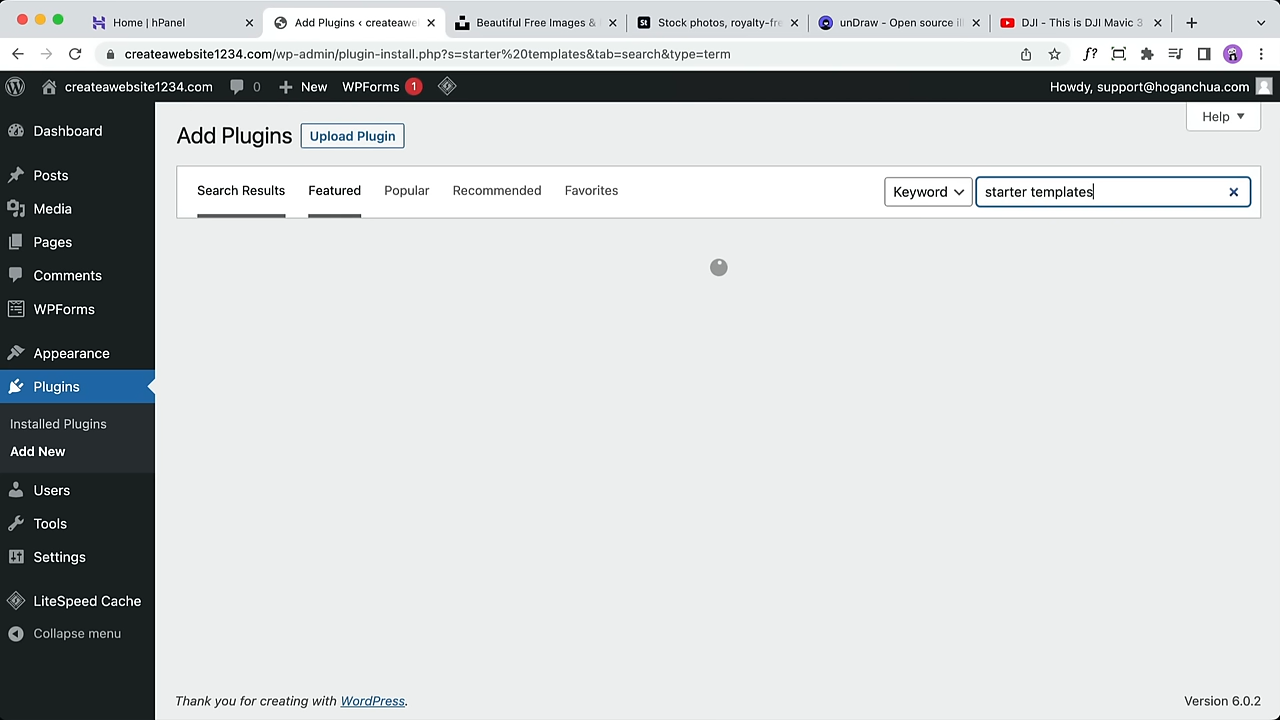 Home | hPanel
Add Plugins ‹ createawe
Beautiful Free Images &
Stock photos, royalty-fre
unDraw - Open source ill
DJI - This is DJI Mavic 3
createawebsite1234.com/wp-admin/plugin-install.php?s=starter%20templates&tab=search&type=term
createawebsite1234.com
0
New
WPForms
1
Howdy, support@hoganchua.com
Dashboard
Posts
Media
Pages
Comments
WPForms
Appearance
Plugins
Installed Plugins
Add New
Users
Tools
Settings
LiteSpeed Cache
Collapse menu
Help
Add Plugins
Upload Plugin
Search Results
Featured
Popular
Recommended
Favorites
Keyword
starter templates
Thank you for creating with WordPress.
Version 6.0.2